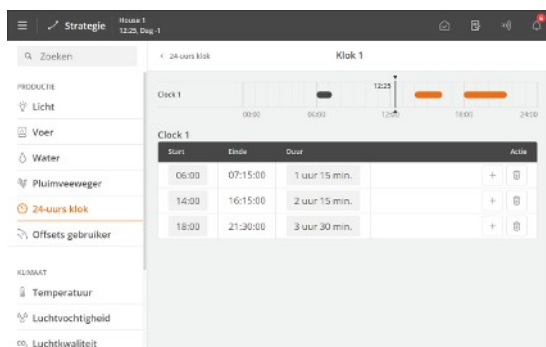 Strategie
House 1
12:25, Dag -1
Zoeken
< 24-uurs klok
Klok 1
PRODUCTIE
Licht
Voer
Water
Pluimveeweger
24-uurs klok
Offsets gebruiker
KLIMAAT
Temperatuur
Luchtvochtigheid
CO₂ Luchtkwaliteit
Clock 1
12:25
00:00 06:00 12:00 18:00 24:00
Clock 1
Start Einde Duur Actie
06:00 07:15:00 1 uur 15 min. +
14:00 16:15:00 2 uur 15 min. +
18:00 21:30:00 3 uur 30 min. +